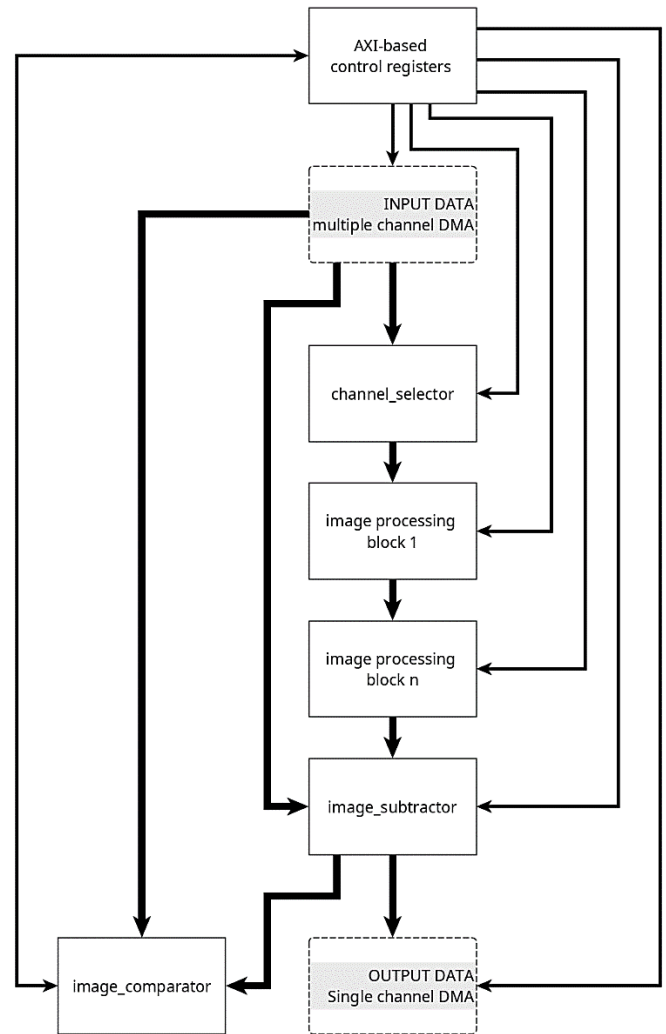 AXI-based
control registers
INPUT DATA
multiple channel DMA
channel_selector
image processing
block 1
image processing
block n
image_subtractor
image_comparator
OUTPUT DATA
Single channel DMA